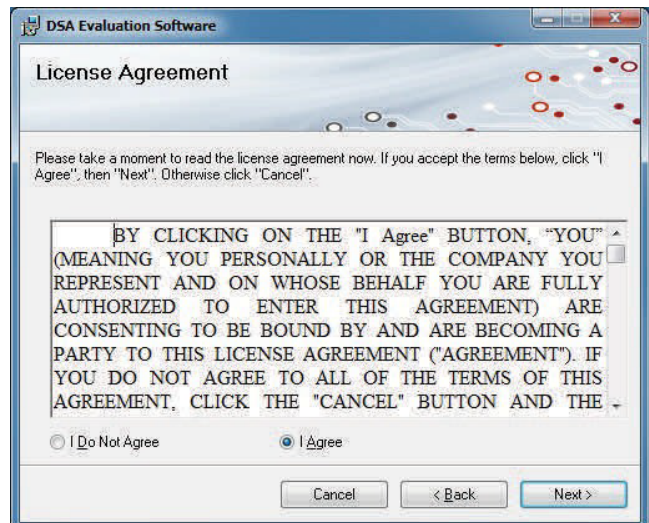 DSA Evaluation Software
License Agreement
Please take a moment to read the license agreement now. If you accept the terms below, click "I
Agree", then "Next". Otherwise click "Cancel".
BY CLICKING ON THE "I Agree" BUTTON, “YOU”
(MEANING YOU PERSONALLY OR THE COMPANY YOU
REPRESENT AND ON WHOSE BEHALF YOU ARE FULLY
AUTHORIZED TO ENTER THIS AGREEMENT) ARE
CONSENTING TO BE BOUND BY AND ARE BECOMING A
PARTY TO THIS LICENSE AGREEMENT ("AGREEMENT"). IF
YOU DO NOT AGREE TO ALL OF THE TERMS OF THIS
AGREEMENT, CLICK THE "CANCEL" BUTTON AND THE
I Do Not Agree I Agree
Cancel < Back Next >